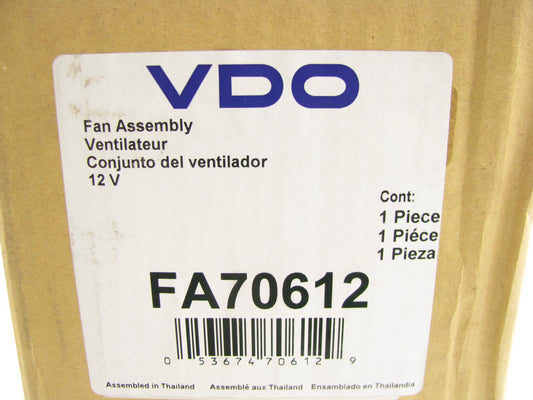 VDO
Fan Assembly
Ventilateur
Conjunto del ventilador
12 V
Cont:
1 Piece
1 Piéce
1 Pieza
FA70612
0 53674 70612 9
Assembled in Thailand Assemblé aux Thailand Ensamblado en Thailandia